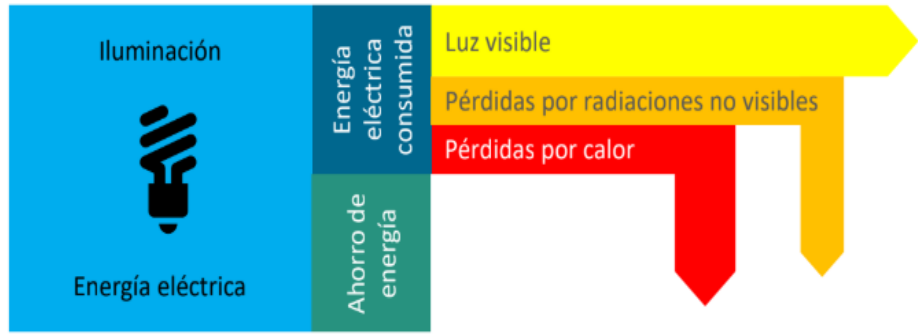 Iluminación
Energía eléctrica
Energía
eléctrica
consumida
Ahorro de
energía
Luz visible
Pérdidas por radiaciones no visibles
Pérdidas por calor